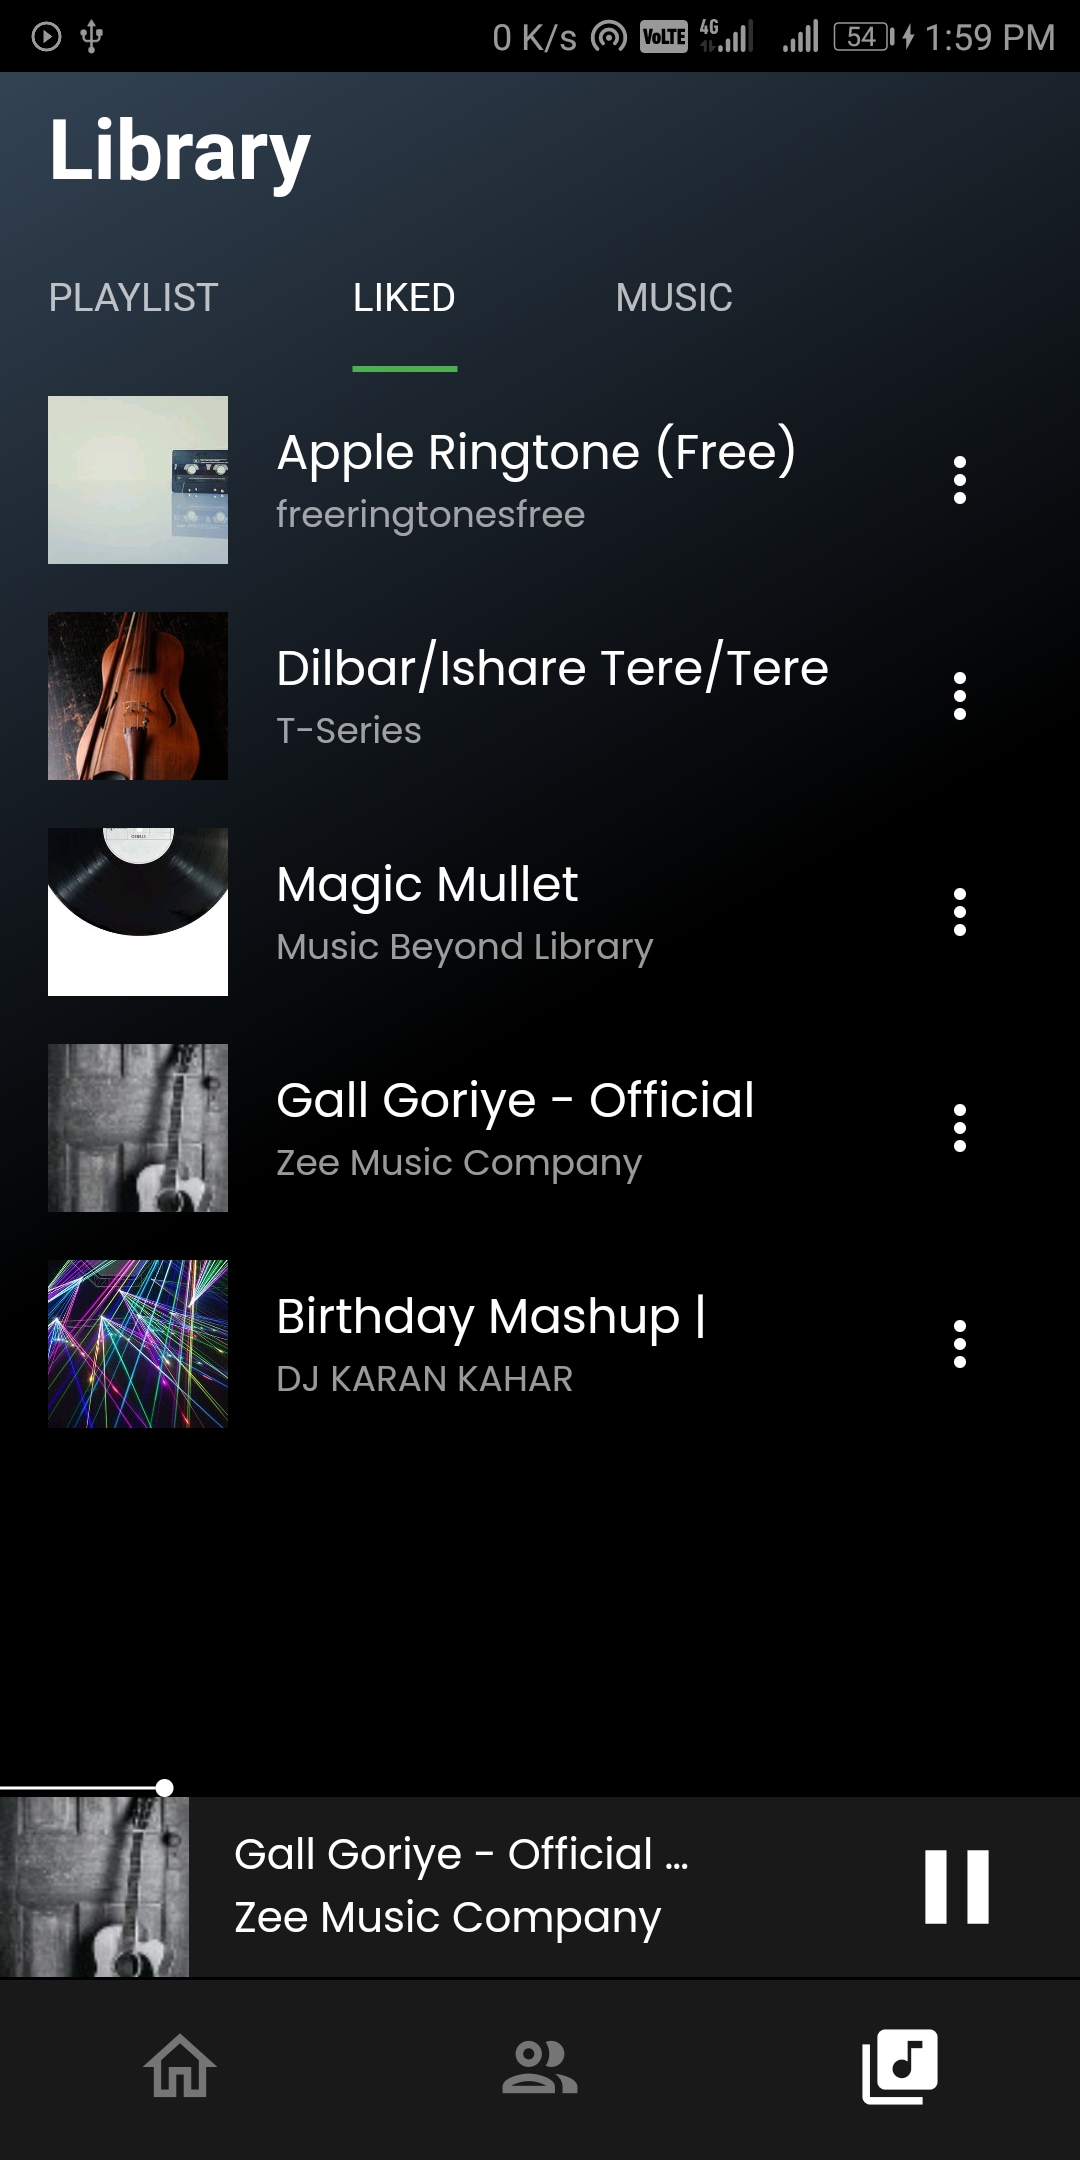 0 K/s VoLTE 4G 54 1:59 PM
Library
PLAYLIST LIKED MUSIC
Apple Ringtone (Free)
freeringtonesfree
Dilbar/Ishare Tere/Tere
T-Series
Magic Mullet
Music Beyond Library
Gall Goriye - Official
Zee Music Company
Birthday Mashup |
DJ KARAN KAHAR
Gall Goriye - Official ...
Zee Music Company